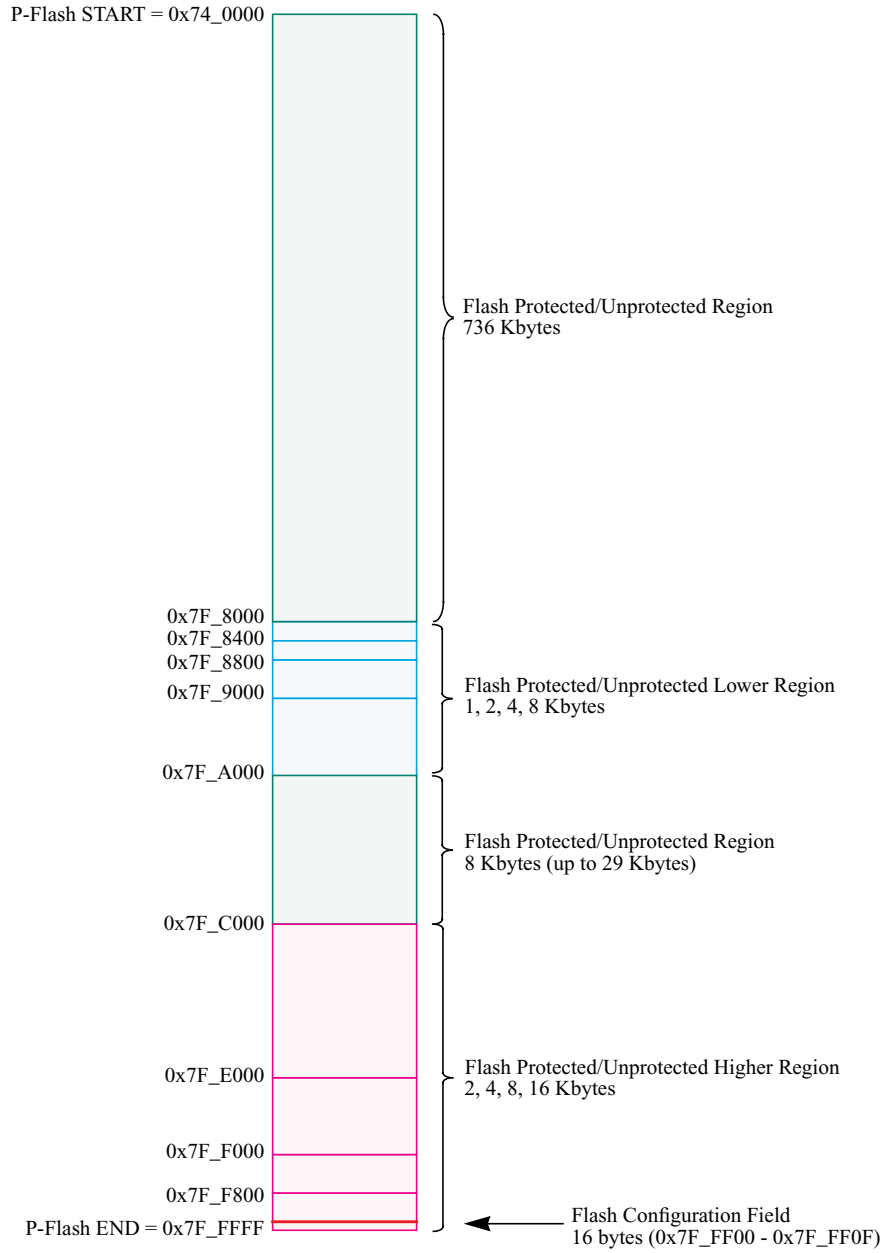 P-Flash START = 0x74_0000
Flash Protected/Unprotected Region
736 Kbytes
0x7F_8000
0x7F_8400
0x7F_8800
0x7F_9000
Flash Protected/Unprotected Lower Region
1, 2, 4, 8 Kbytes
0x7F_A000
Flash Protected/Unprotected Region
8 Kbytes (up to 29 Kbytes)
0x7F_C000
Flash Protected/Unprotected Higher Region
2, 4, 8, 16 Kbytes
0x7F_E000
0x7F_F000
0x7F_F800
P-Flash END = 0x7F_FFFF
Flash Configuration Field
16 bytes (0x7F_FF00 - 0x7F_FF0F)